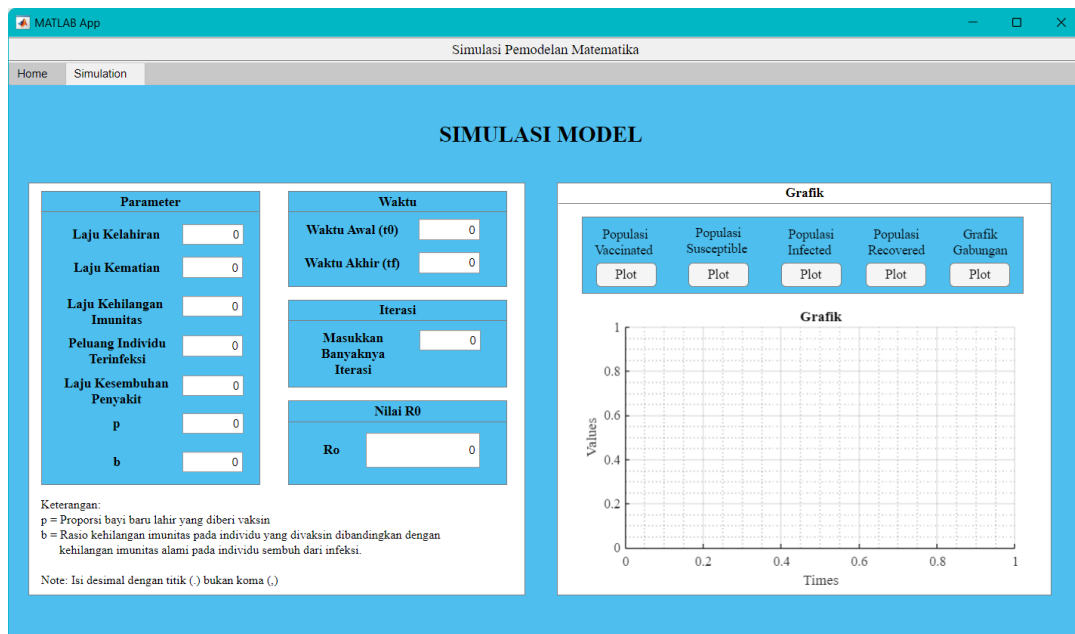 MATLAB App
Simulasi Pemodelan Matematika
Home
Simulation
SIMULASI MODEL
Parameter
Laju Kelahiran
0
Laju Kematian
0
Laju Kehilangan
Imunitas
0
Peluang Individu
Terinfeksi
0
Laju Kesembuhan
Penyakit
0
p
0
b
0
Waktu
Waktu Awal (t0)
0
Waktu Akhir (tf)
0
Iterasi
Masukkan
Banyaknya
Iterasi
0
Nilai R0
Ro
0
Keterangan:
p = Proporsi bayi baru lahir yang diberi vaksin
b = Rasio kehilangan imunitas pada individu yang divaksin dibandingkan dengan
kehilangan imunitas alami pada individu sembuh dari infeksi.
Note: Isi desimal dengan titik (.) bukan koma (,)
Grafik
Populasi
Vaccinated
Plot
Populasi
Susceptible
Plot
Populasi
Infected
Plot
Populasi
Recovered
Plot
Grafik
Gabungan
Plot
Grafik
1
0.8
0.6
0.4
0.2
0
Values
0
0.2
0.4
0.6
0.8
1
Times